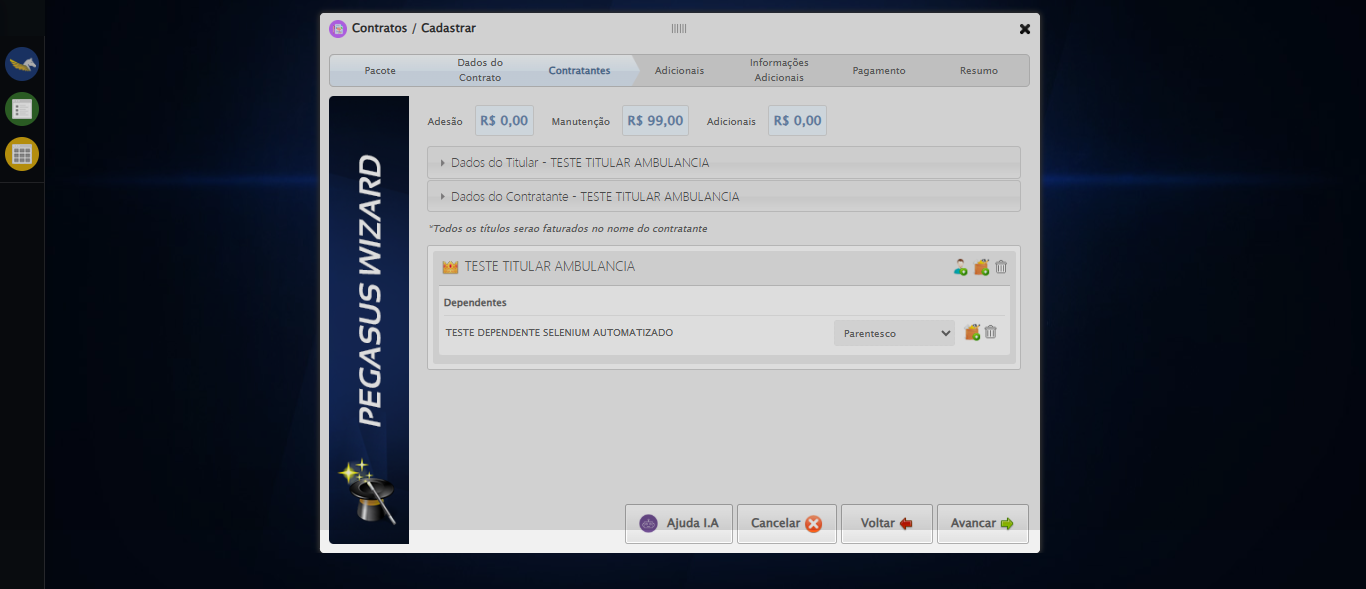 Contratos / Cadastrar
Pacote
Dados do
Contrato
Contratantes
Adicionais
Informações
Adicionais
Pagamento
Resumo
PEGASUS WIZARD
Adesão R$ 0,00 Manutenção R$ 99,00 Adicionais R$ 0,00
Dados do Titular - TESTE TITULAR AMBULANCIA
Dados do Contratante - TESTE TITULAR AMBULANCIA
*Todos os títulos serao faturados no nome do contratante
TESTE TITULAR AMBULANCIA
Dependentes
TESTE DEPENDENTE SELENIUM AUTOMATIZADO Parentesco
Ajuda I.A Cancelar Voltar Avancar